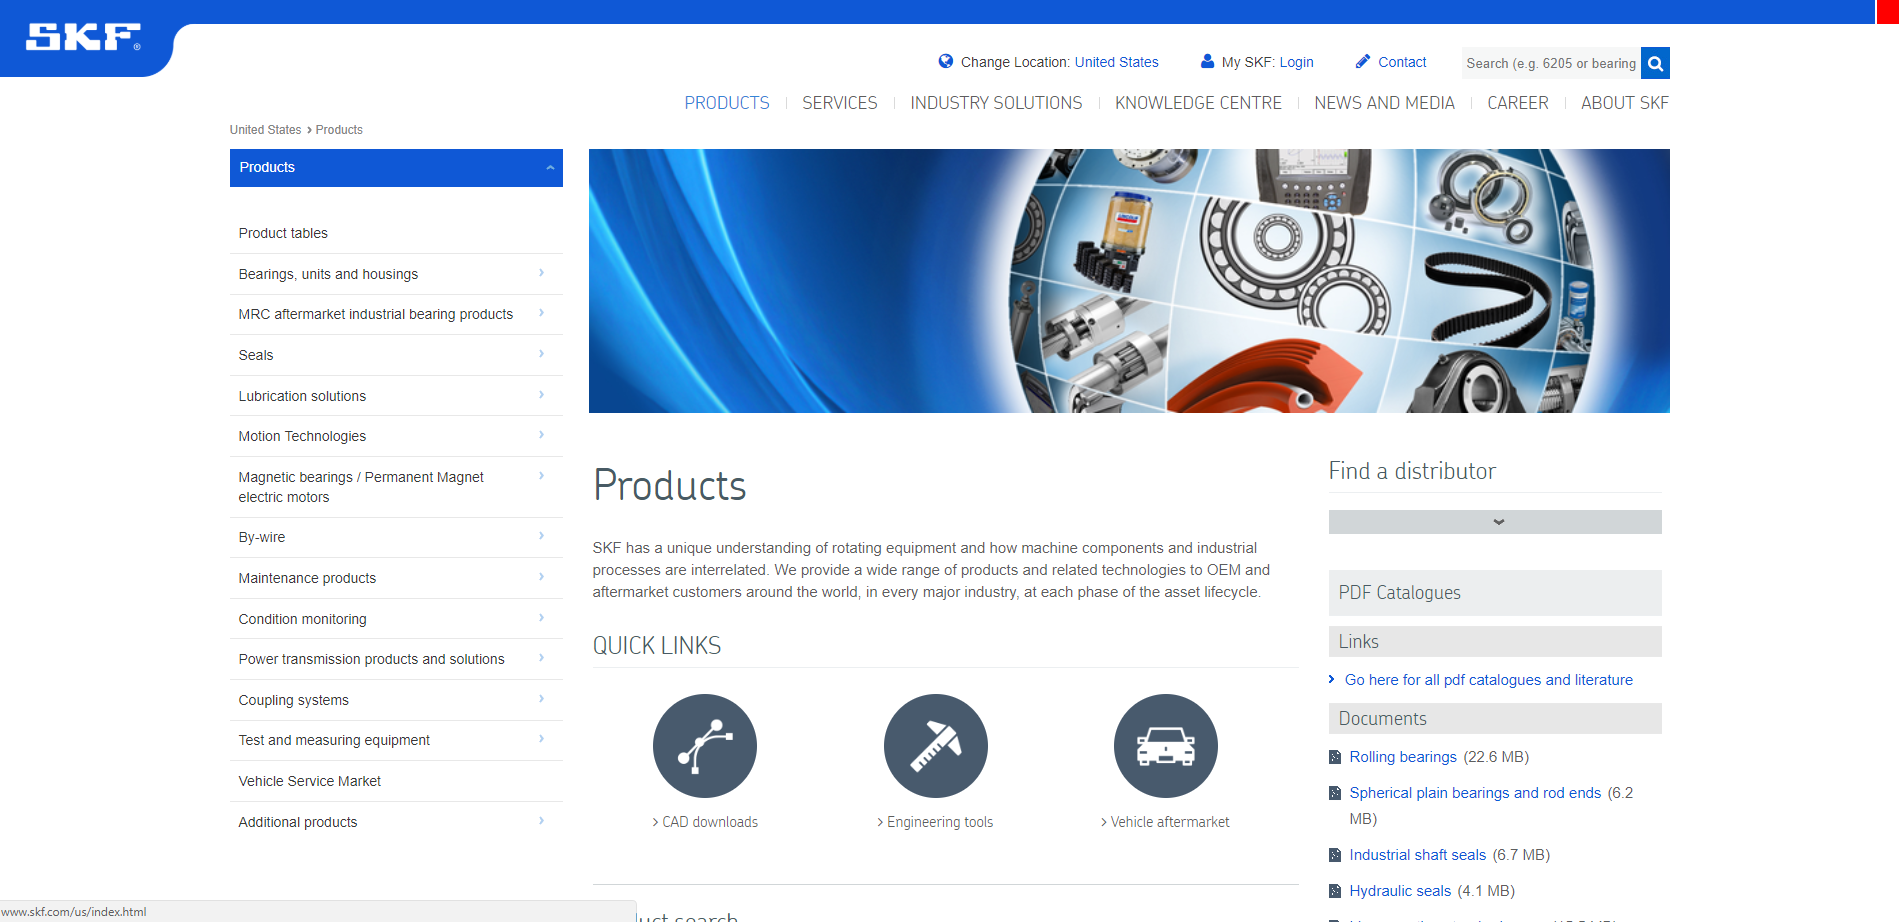 SKF®
Change Location: United States
My SKF: Login
Contact
Search (e.g. 6205 or bearing
PRODUCTS
SERVICES
INDUSTRY SOLUTIONS
KNOWLEDGE CENTRE
NEWS AND MEDIA
CAREER
ABOUT SKF
United States › Products
Products
Product tables
Bearings, units and housings
MRC aftermarket industrial bearing products
Seals
Lubrication solutions
Motion Technologies
Magnetic bearings / Permanent Magnet
electric motors
By-wire
Maintenance products
Condition monitoring
Power transmission products and solutions
Coupling systems
Test and measuring equipment
Vehicle Service Market
Additional products
Products
SKF has a unique understanding of rotating equipment and how machine components and industrial
processes are interrelated. We provide a wide range of products and related technologies to OEM and
aftermarket customers around the world, in every major industry, at each phase of the asset lifecycle.
QUICK LINKS
CAD downloads
Engineering tools
Vehicle aftermarket
Find a distributor
PDF Catalogues
Links
Go here for all pdf catalogues and literature
Documents
Rolling bearings (22.6 MB)
Spherical plain bearings and rod ends (6.2
MB)
Industrial shaft seals (6.7 MB)
Hydraulic seals (4.1 MB)
www.skf.com/us/index.html